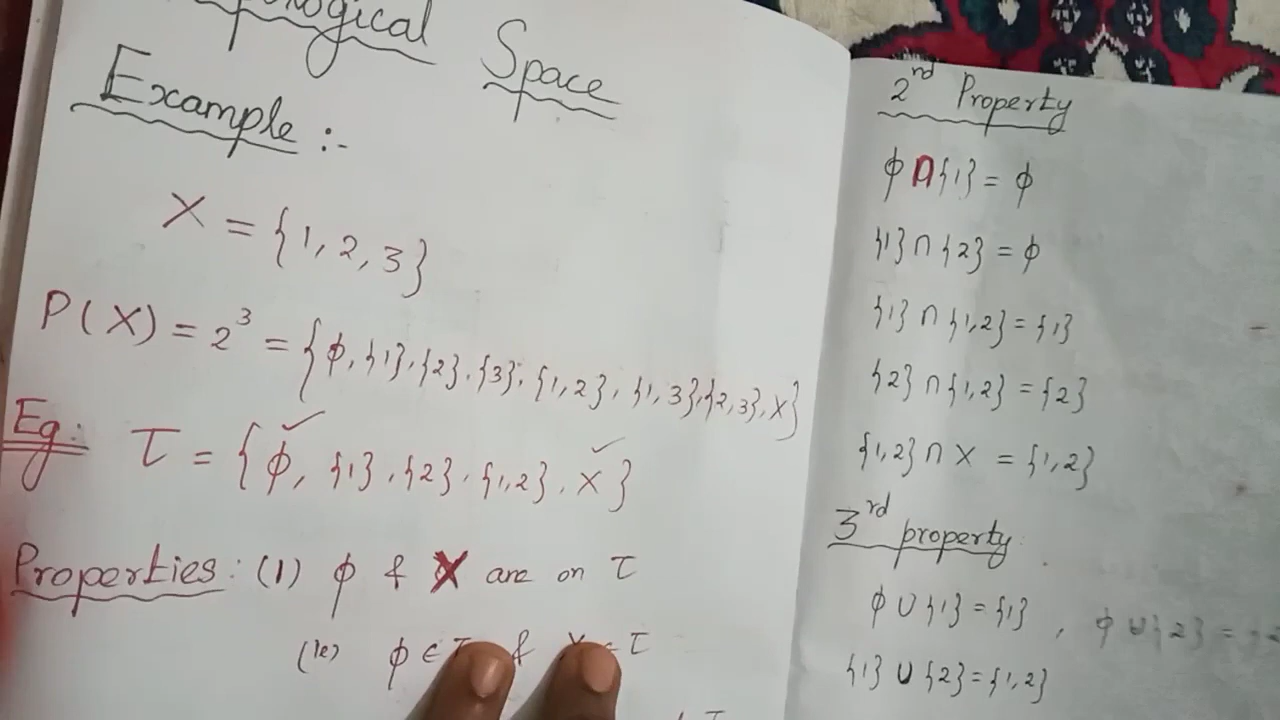 Space
Example :-
X = {1, 2, 3}
P(X) = 2³ = {ϕ, {1}, {2}, {3}, {1,2}, {1,3}, {2,3}, X}
Eg: τ = {ϕ, {1}, {2}, {1,2}, X}
Properties: (1) ϕ & X are on τ
(ie) ϕ ∈ τ & X ∈ τ
2nd Property
ϕ ∩ {1} = ϕ
{1} ∩ {2} = ϕ
{1} ∩ {1,2} = {1}
{2} ∩ {1,2} = {2}
{1,2} ∩ X = {1,2}
3rd property
ϕ ∪ {1} = {1} , ϕ ∪ {2} =
{1} ∪ {2} = {1,2}